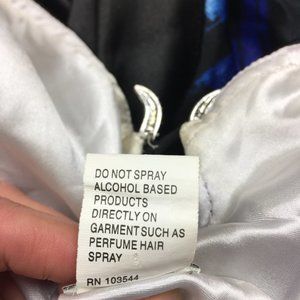 DO NOT SPRAY
ALCOHOL BASED
PRODUCTS
DIRECTLY ON
GARMENT SUCH AS
PERFUME HAIR
SPRAY
RN 103544